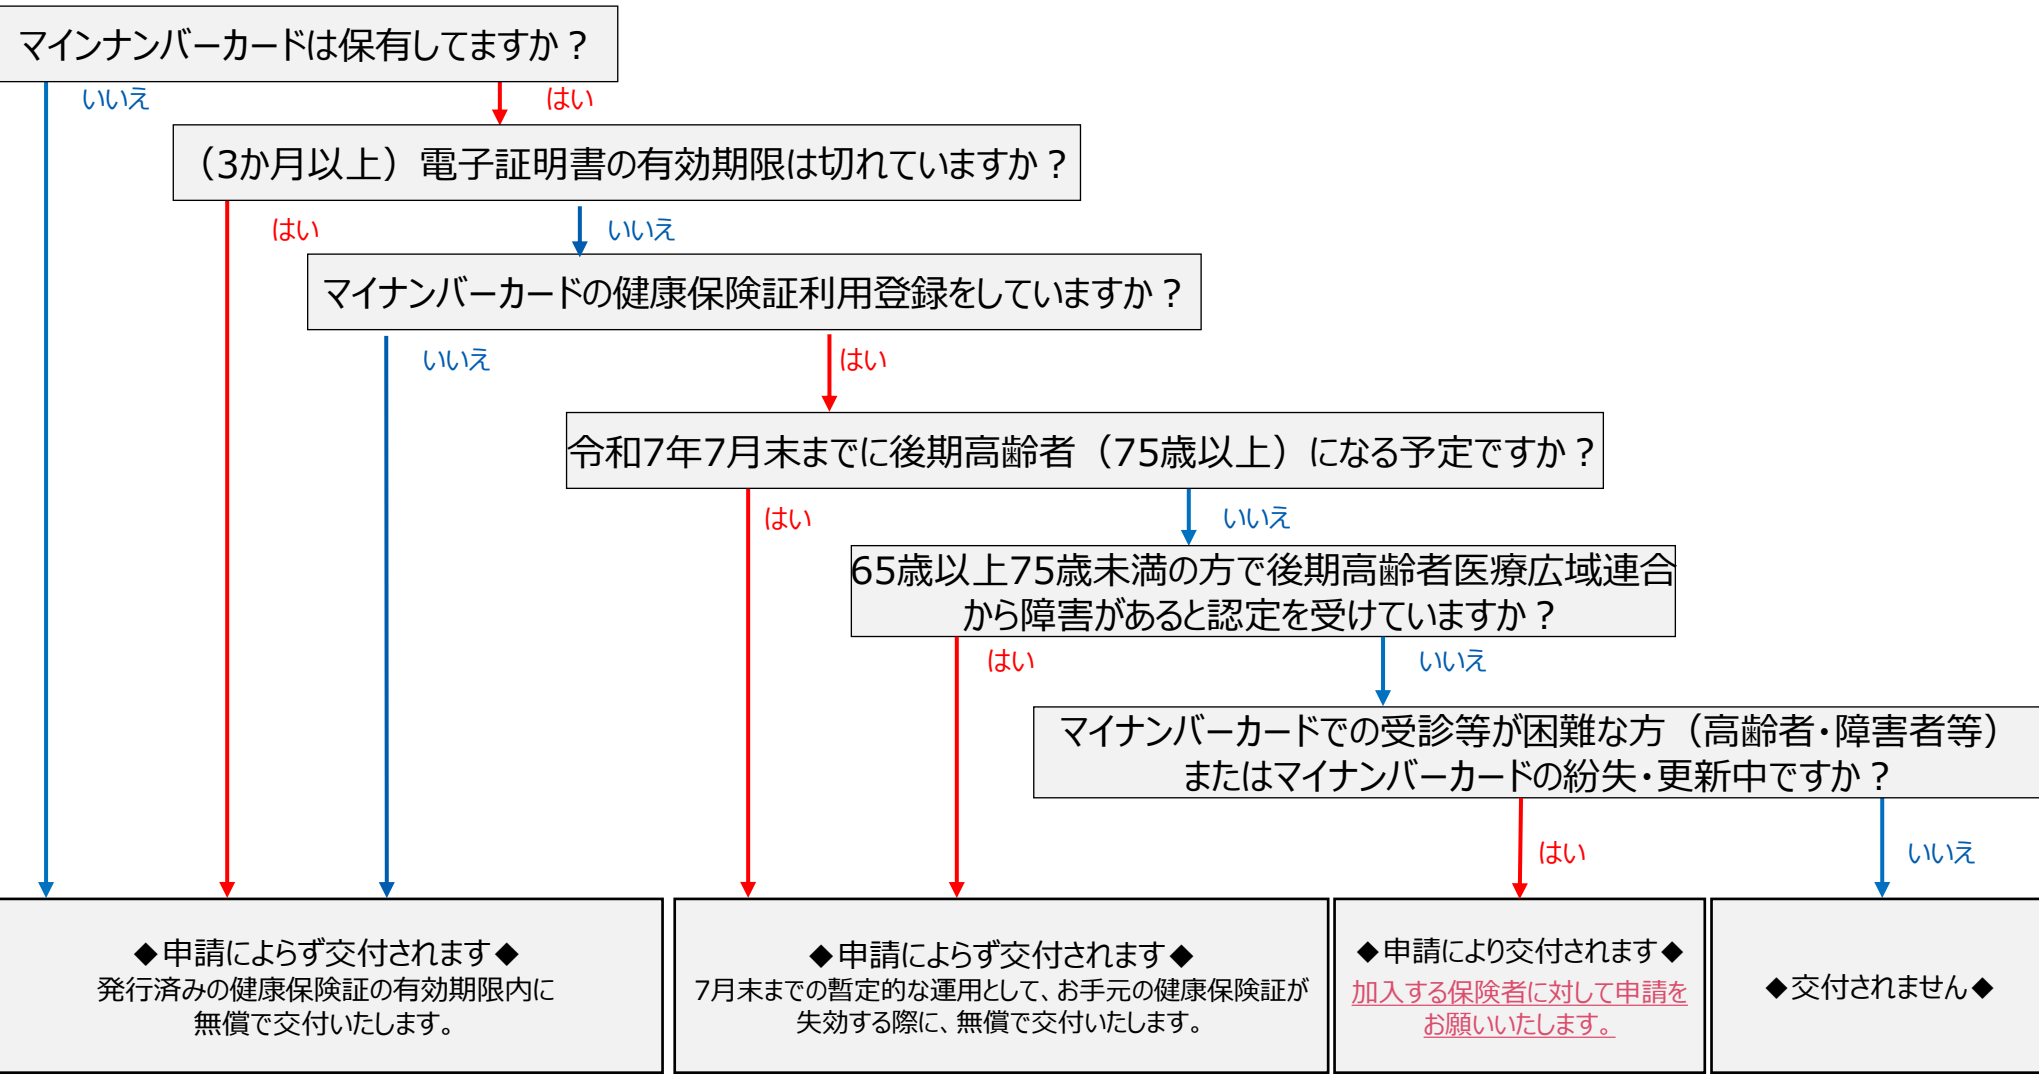 マインナンバーカードは保有してますか？
いいえ
はい
（3か月以上）電子証明書の有効期限は切れていますか？
はい
いいえ
マイナンバーカードの健康保険証利用登録をしていますか？
いいえ
はい
令和7年7月末までに後期高齢者（75歳以上）になる予定ですか？
はい
いいえ
65歳以上75歳未満の方で後期高齢者医療広域連合
から障害があると認定を受けていますか？
はい
いいえ
マイナンバーカードでの受診等が困難な方（高齢者・障害者等）
またはマイナンバーカードの紛失・更新中ですか？
はい
いいえ
◆申請によらず交付されます◆
発行済みの健康保険証の有効期限内に
無償で交付いたします。
◆申請によらず交付されます◆
7月末までの暫定的な運用として、お手元の健康保険証が
失効する際に、無償で交付いたします。
◆申請により交付されます◆
加入する保険者に対して申請を
お願いいたします。
◆交付されません◆